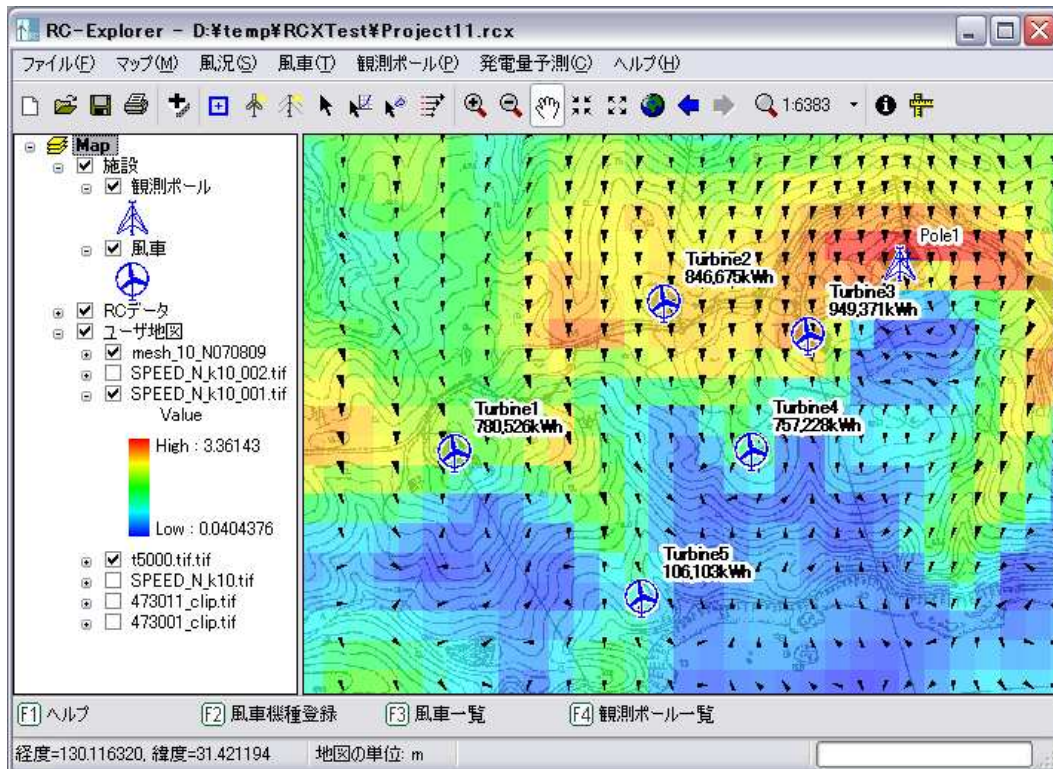 RC-Explorer - D:¥temp¥RCXTest¥Project11.rcx
ファイル(F) マップ(M) 風況(S) 風車(T) 観測ポール(P) 発電量予測(C) ヘルプ(H)
1:6383
Map
施設
観測ポール
風車
RCデータ
ユーザ地図
mesh_10_N070809
SPEED_N_k10_002.tif
SPEED_N_k10_001.tif
Value
High : 3.36143
Low : 0.0404376
t5000.tif.tif
SPEED_N_k10.tif
473011_clip.tif
473001_clip.tif
Pole1
Turbine2
846,675kWh
Turbine3
949,371kWh
Turbine1
780,526kWh
Turbine4
757,228kWh
Turbine5
106,103kWh
F1 ヘルプ F2 風車機種登録 F3 風車一覧 F4 観測ポール一覧
経度=130.116320, 緯度=31.421194 地図の単位: m